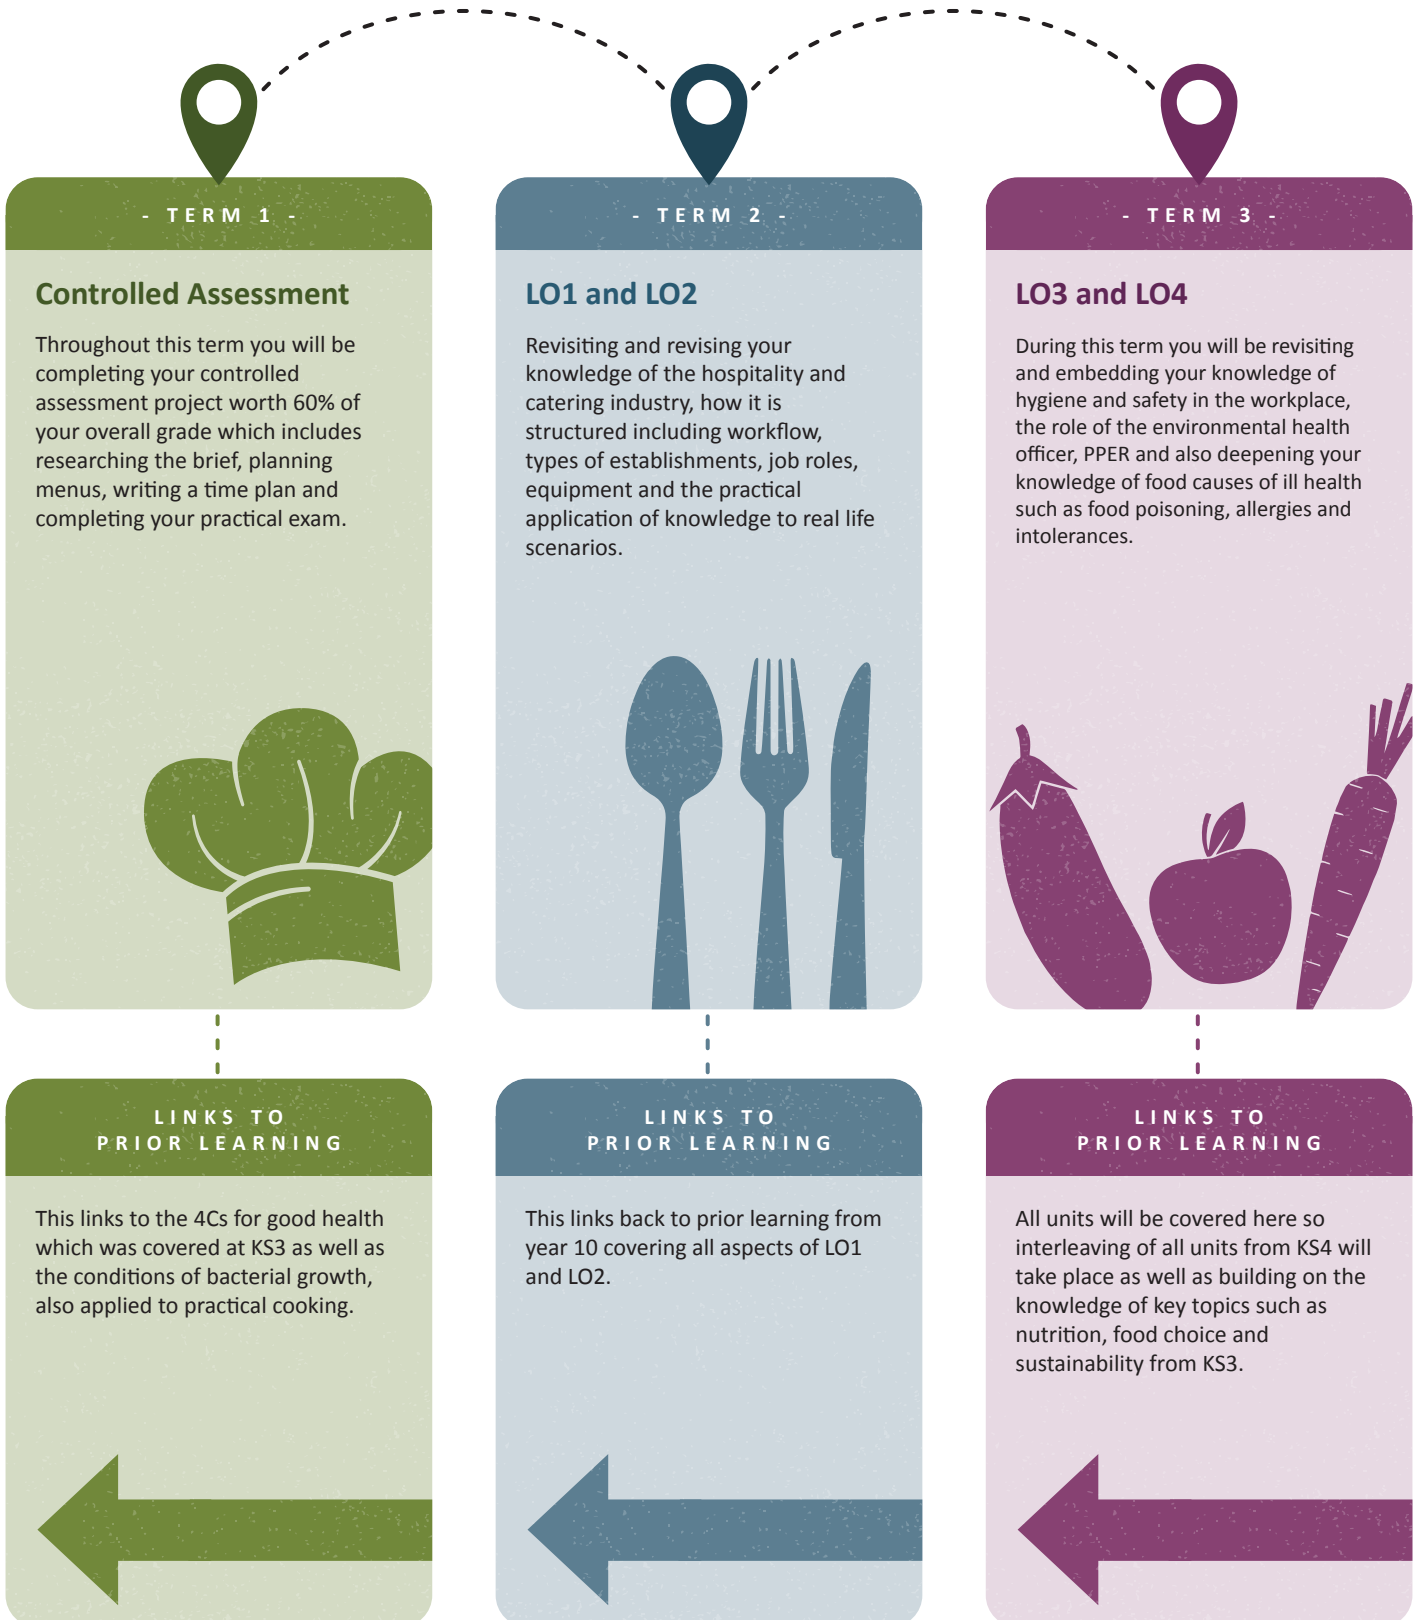 - TERM 1 -
Controlled Assessment
Throughout this term you will be
completing your controlled
assessment project worth 60% of
your overall grade which includes
researching the brief, planning
menus, writing a time plan and
completing your practical exam.
- TERM 2 -
LO1 and LO2
Revisiting and revising your
knowledge of the hospitality and
catering industry, how it is
structured including workflow,
types of establishments, job roles,
equipment and the practical
application of knowledge to real life
scenarios.
- TERM 3 -
LO3 and LO4
During this term you will be revisiting
and embedding your knowledge of
hygiene and safety in the workplace,
the role of the environmental health
officer, PPER and also deepening your
knowledge of food causes of ill health
such as food poisoning, allergies and
intolerances.
LINKS TO
PRIOR LEARNING
This links to the 4Cs for good health
which was covered at KS3 as well as
the conditions of bacterial growth,
also applied to practical cooking.
LINKS TO
PRIOR LEARNING
This links back to prior learning from
year 10 covering all aspects of LO1
and LO2.
LINKS TO
PRIOR LEARNING
All units will be covered here so
interleaving of all units from KS4 will
take place as well as building on the
knowledge of key topics such as
nutrition, food choice and
sustainability from KS3.